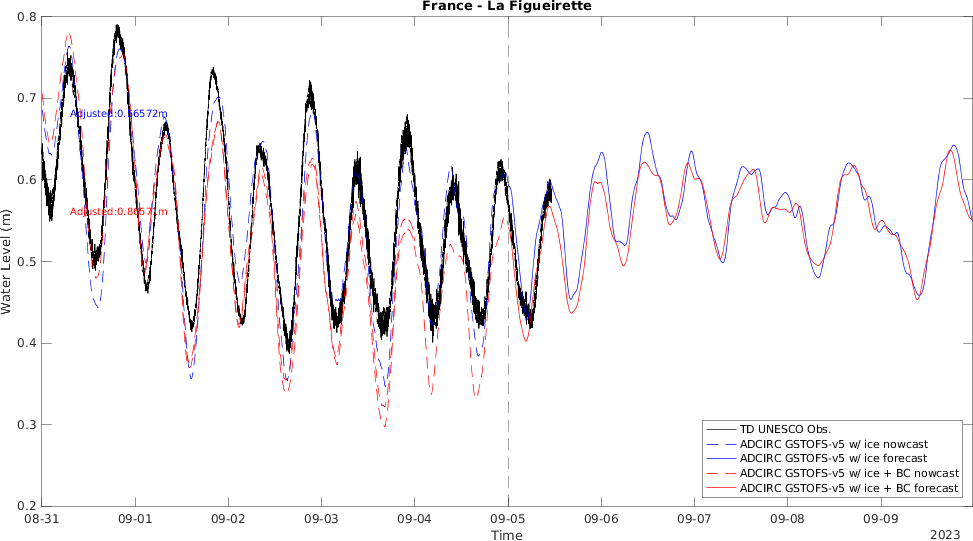 France - La Figueirette
0.8
0.7
0.6
0.5
0.4
0.3
0.2
Water Level (m)
Adjusted:0.56572m
Adjusted:0.86571m
TD UNESCO Obs.
ADCIRC GSTOFS-v5 w/ ice nowcast
ADCIRC GSTOFS-v5 w/ ice forecast
ADCIRC GSTOFS-v5 w/ ice + BC nowcast
ADCIRC GSTOFS-v5 w/ ice + BC forecast
08-31 09-01 09-02 09-03 09-04 09-05 09-06 09-07 09-08 09-09
Time
2023